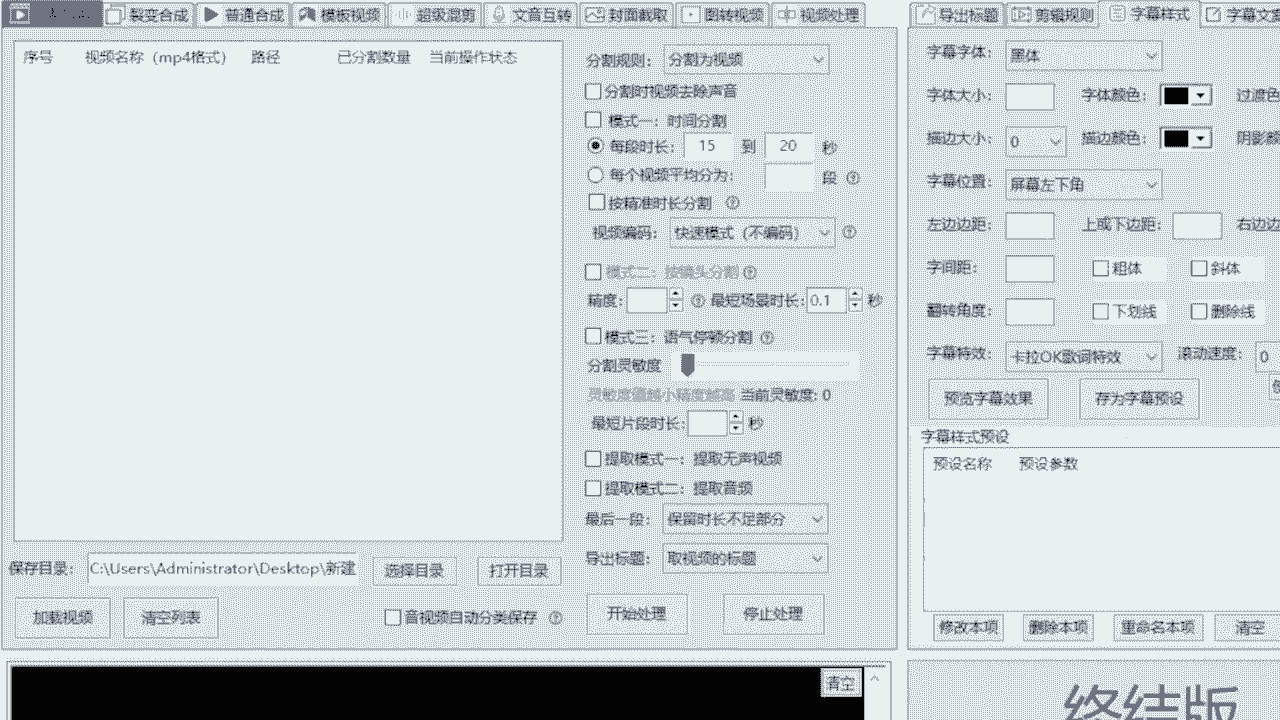 裂变合成 普通合成 模板视频 超级混剪 文音互转 封面截取 跑转视频 视频处理
导出标题 剪辑规则 字幕样式 字幕文
序号 视频名称（mp4格式） 路径 已分割数量 当前操作状态
分割规则： 分割为视频
分割时视频去除声音
模式一：时间分割
每段时长： 15 到 20 秒
每个视频平均分为： 段
按精准时长分割
视频编码： 快速模式（不编码）
模式二：按镜头分割
精度： 最短场景时长： 0.1 秒
模式三：语气停顿分割
分割灵敏度
灵敏度值越小精度越高 当前灵敏度: 0
最短片段时长： 秒
提取模式一：提取无声视频
提取模式二：提取音频
最后一段： 保留时长不足部分
导出标题： 取视频的标题
保存目录： C:\Users\Administrator\Desktop\新建 选择目录 打开目录
加载视频 清空列表 音视频自动分类保存 开始处理 停止处理
清空
字幕字体： 黑体
字体大小： 字体颜色： 过渡色
描边大小： 0 描边颜色： 阴影颜
字幕位置： 屏幕左下角
左边边距： 上或下边距： 右边边
字间距： 粗体 斜体
翻转角度： 下划线 删除线
字幕特效： 卡拉OK歌词特效 滚动速度： 0
预览字幕效果 存为字幕预设
字幕样式预设
预设名称 预设参数
修改本项 删除本项 重命名本项 清空
终结版